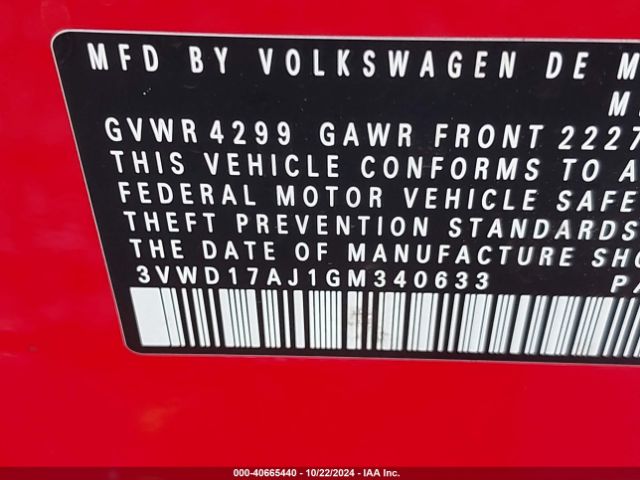 MFD BY VOLKSWAGEN DE M
GVWR 4299 GAWR FRONT 2227
THIS VEHICLE CONFORMS TO A
FEDERAL MOTOR VEHICLE SAFE
THEFT PREVENTION STANDARDS
THE DATE OF MANUFACTURE SHO
3VWD17AJ1GM340633 PA
000-40665440 - 10/22/2024 - IAA Inc.